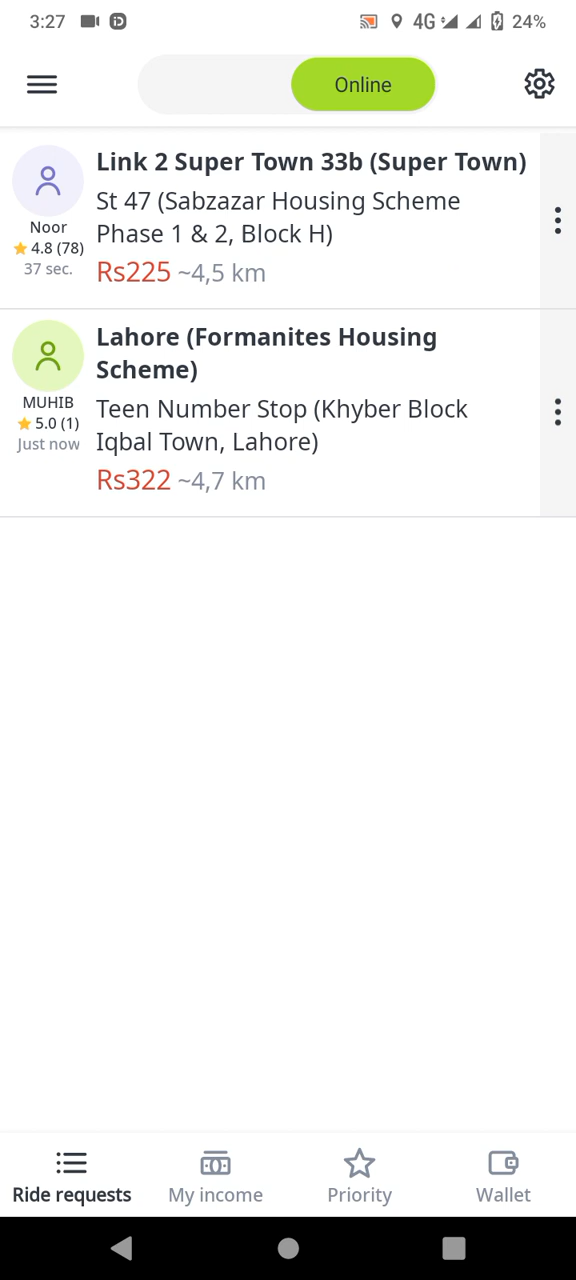 3:27
4G
24%
Online
Link 2 Super Town 33b (Super Town)
St 47 (Sabzazar Housing Scheme
Phase 1 & 2, Block H)
Rs225 ~4,5 km
Noor
4.8 (78)
37 sec.
Lahore (Formanites Housing
Scheme)
Teen Number Stop (Khyber Block
Iqbal Town, Lahore)
Rs322 ~4,7 km
MUHIB
5.0 (1)
Just now
Ride requests
My income
Priority
Wallet